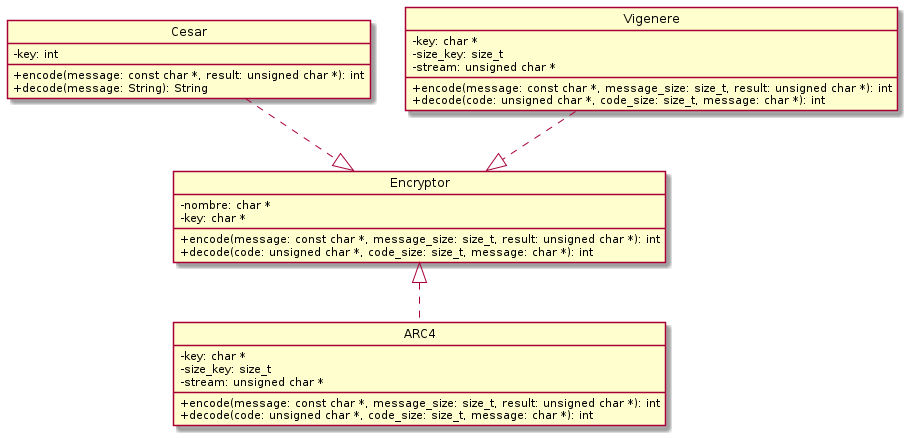 Cesar
-key: int
+encode(message: const char *, result: unsigned char *): int
+decode(message: String): String
Vigenere
-key: char *
-size_key: size_t
-stream: unsigned char *
+encode(message: const char *, message_size: size_t, result: unsigned char *): int
+decode(code: unsigned char *, code_size: size_t, message: char *): int
Encryptor
-nombre: char *
-key: char *
+encode(message: const char *, message_size: size_t, result: unsigned char *): int
+decode(code: unsigned char *, code_size: size_t, message: char *): int
ARC4
-key: char *
-size_key: size_t
-stream: unsigned char *
+encode(message: const char *, message_size: size_t, result: unsigned char *): int
+decode(code: unsigned char *, code_size: size_t, message: char *): int